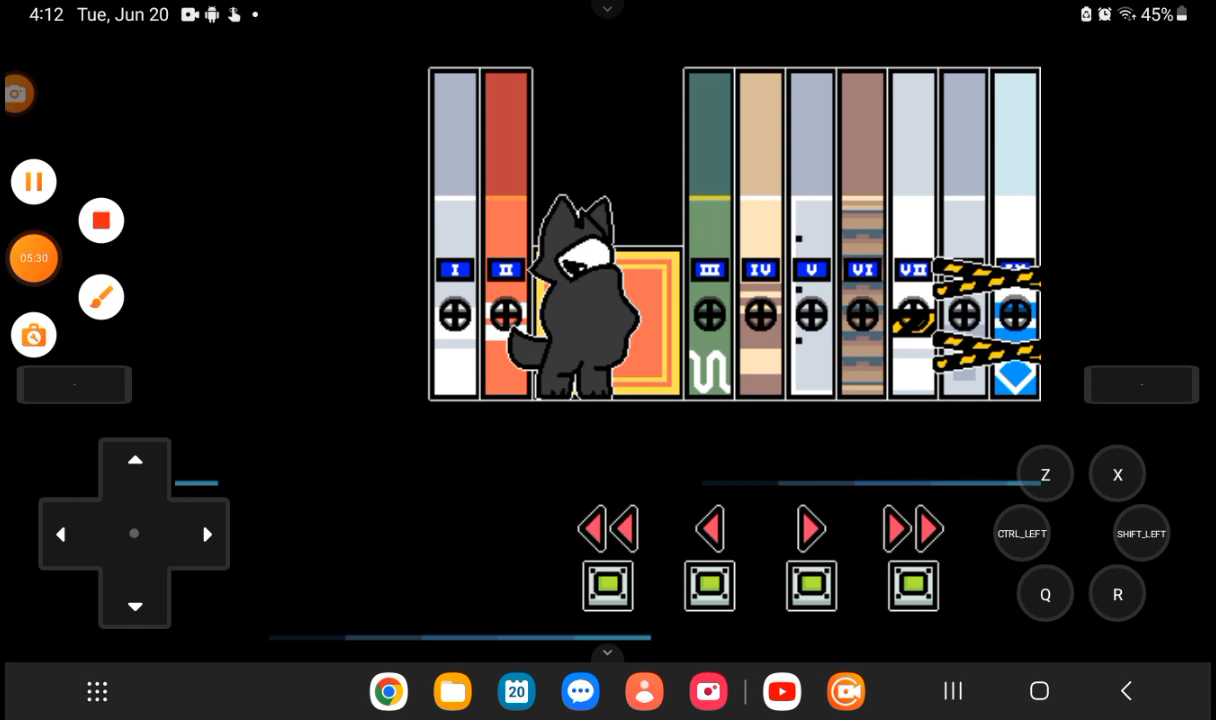 4:12 Tue, Jun 20
45%
05:30
I II III IV V VI VII
Z X
CTRL_LEFT SHIFT_LEFT
Q R
20